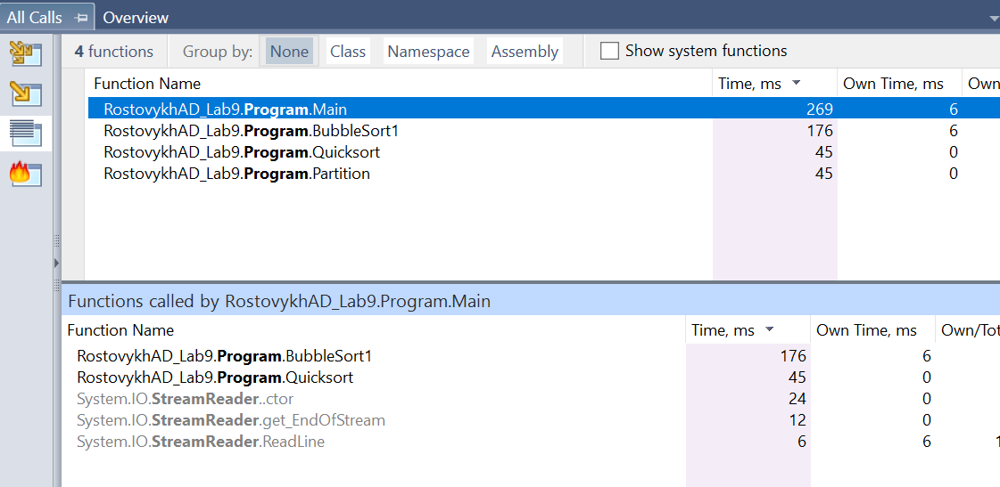 All Calls Overview
4 functions Group by: None Class Namespace Assembly Show system functions
Function Name Time, ms Own Time, ms Own
RostovykhAD_Lab9.Program.Main 269 6
RostovykhAD_Lab9.Program.BubbleSort1 176 6
RostovykhAD_Lab9.Program.Quicksort 45 0
RostovykhAD_Lab9.Program.Partition 45 0
Functions called by RostovykhAD_Lab9.Program.Main
Function Name Time, ms Own Time, ms Own/Tot
RostovykhAD_Lab9.Program.BubbleSort1 176 6
RostovykhAD_Lab9.Program.Quicksort 45 0
System.IO.StreamReader..ctor 24 0
System.IO.StreamReader.get_EndOfStream 12 0
System.IO.StreamReader.ReadLine 6 6 1